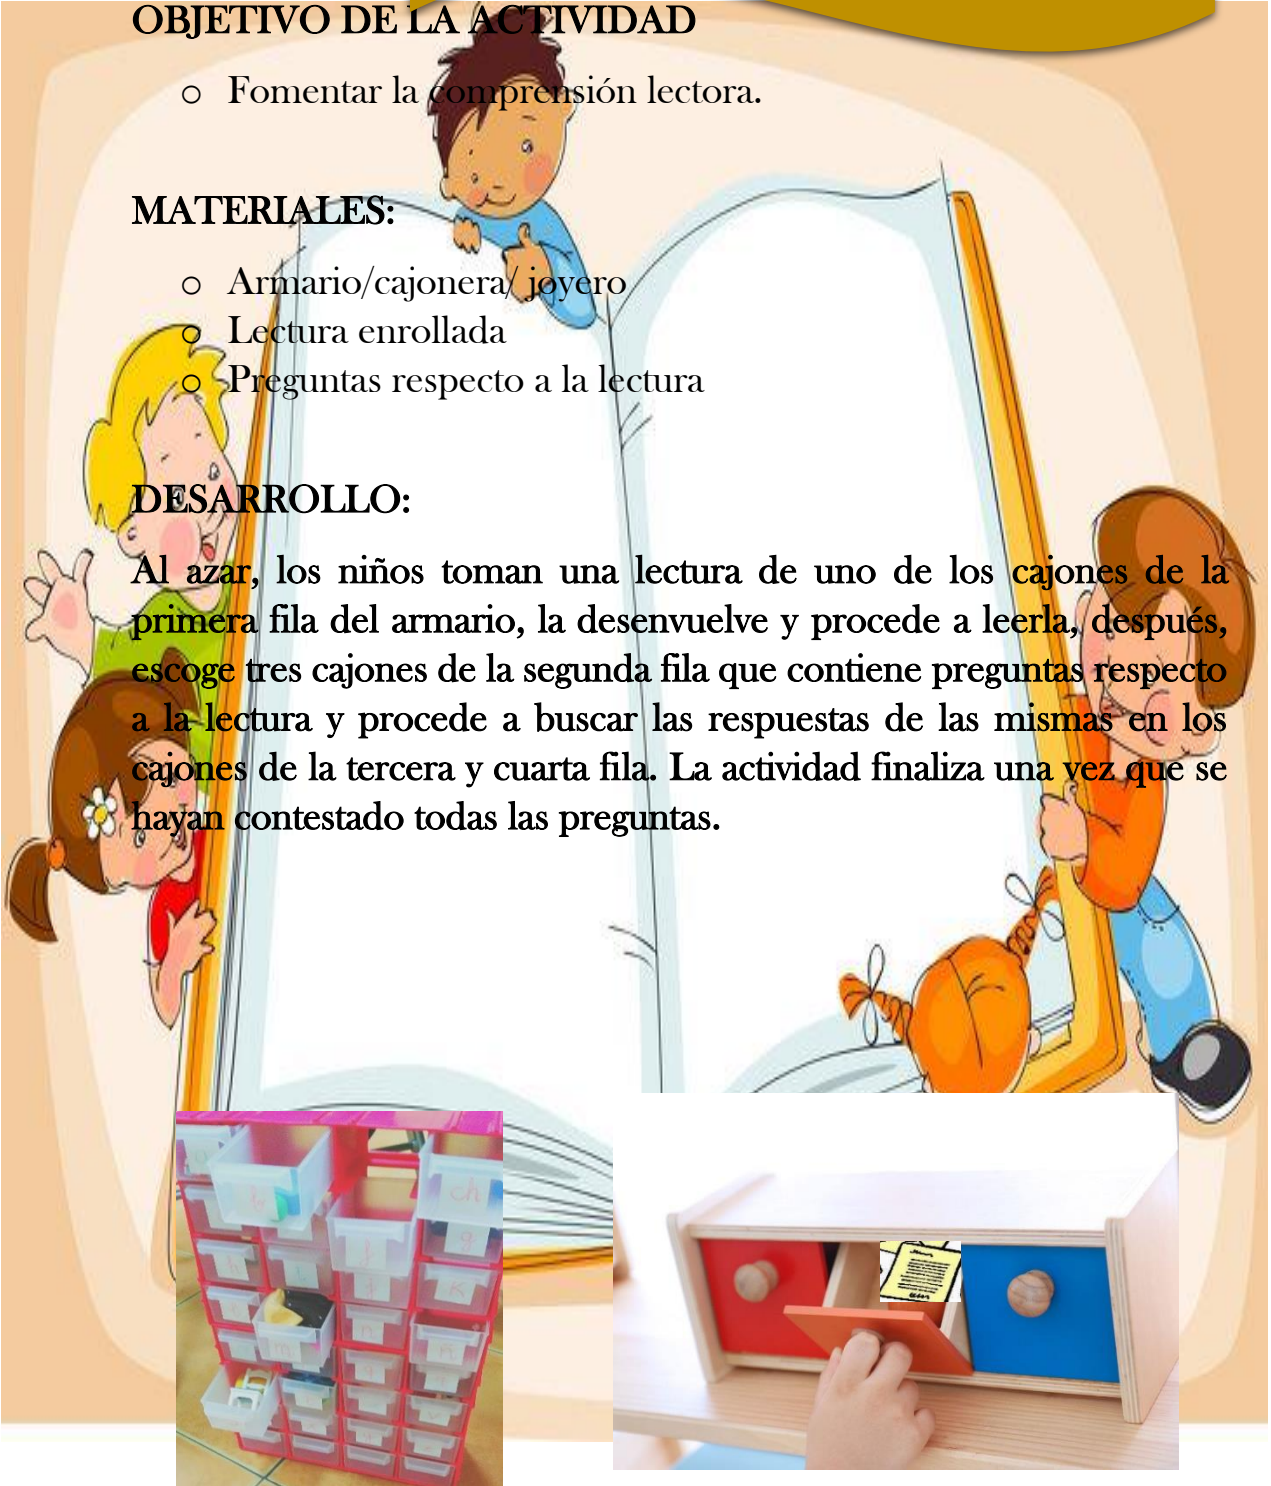 OBJETIVO DE LA ACTIVIDAD
o Fomentar la comprensión lectora.
MATERIALES:
o Armario/cajonera/ joyero
o Lectura enrollada
o Preguntas respecto a la lectura
DESARROLLO:
Al azar, los niños toman una lectura de uno de los cajones de la
primera fila del armario, la desenvuelve y procede a leerla, después,
escoge tres cajones de la segunda fila que contiene preguntas respecto
a la lectura y procede a buscar las respuestas de las mismas en los
cajones de la tercera y cuarta fila. La actividad finaliza una vez que se
hayan contestado todas las preguntas.
b
ch
f
g
h
K
m
n